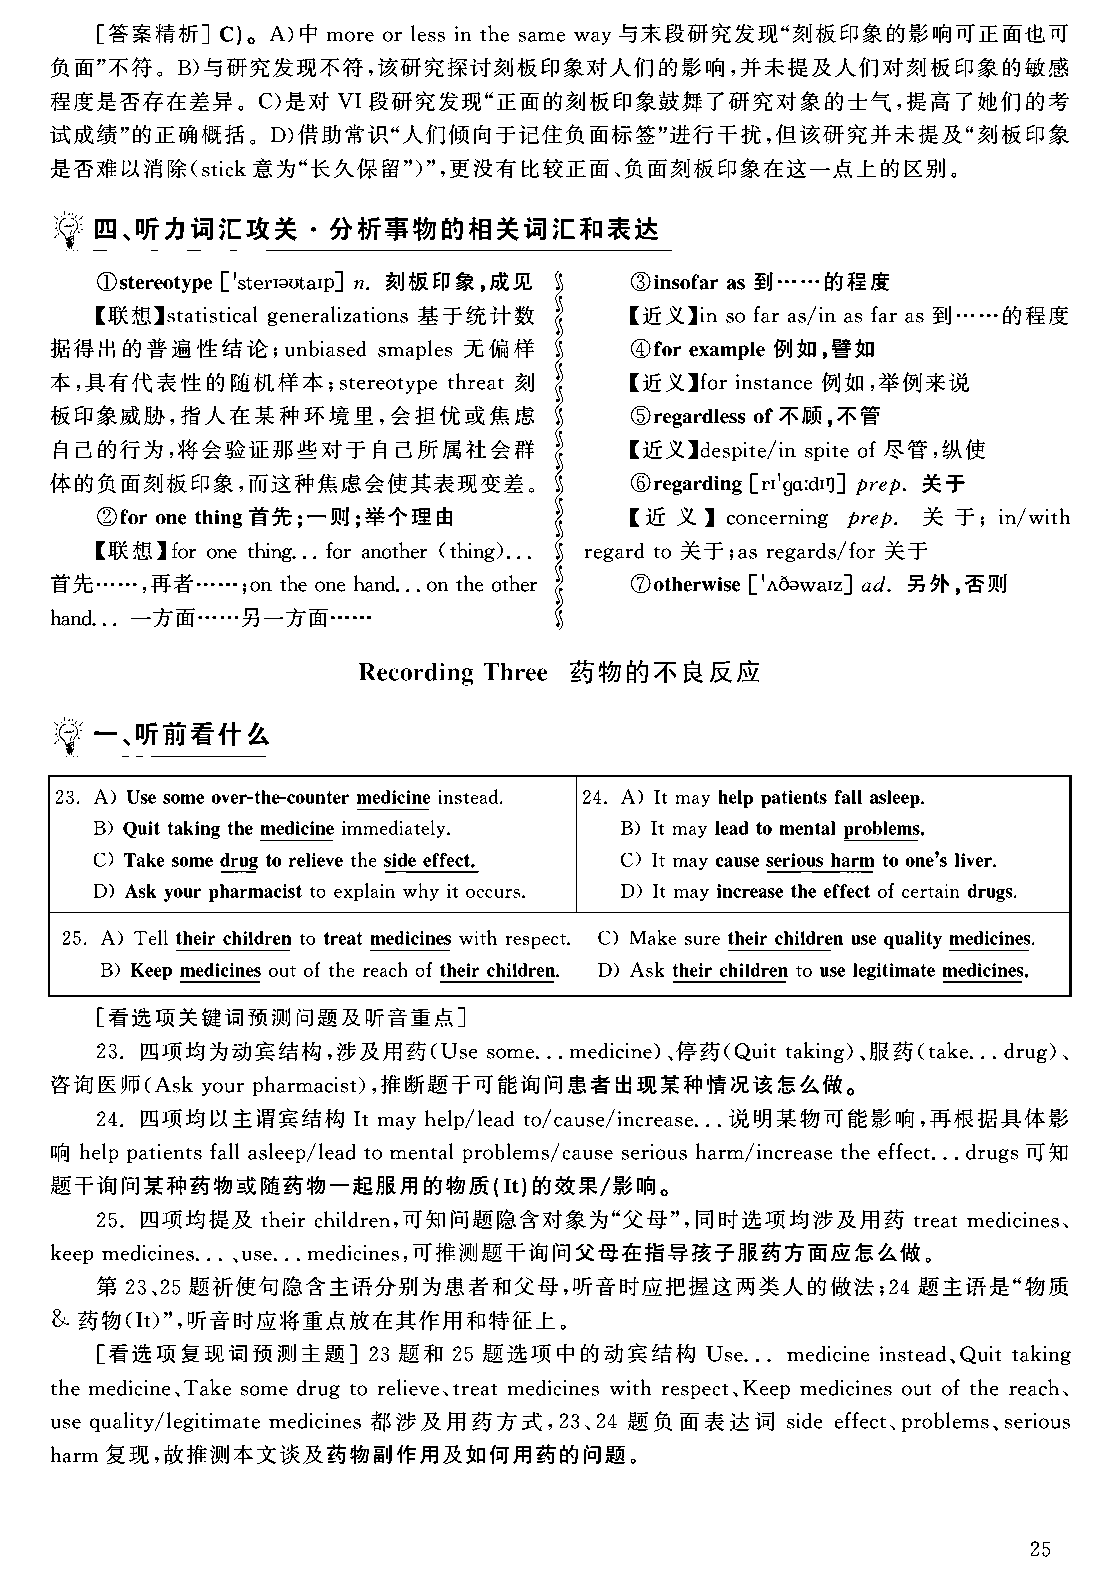 [答案精析] C)。A)中 more or less in the same way 与末段研究发现“刻板印象的影响可正面也可
负面”不符。B)与研究发现不符,该研究探讨刻板印象对人们的影响,并未提及人们对刻板印象的敏感
程度是否存在差异。C)是对 VI 段研究发现“正面的刻板印象鼓舞了研究对象的士气,提高了她们的考
试成绩”的正确概括。D)借助常识“人们倾向于记住负面标签”进行干扰,但该研究并未提及“刻板印象
是否难以消除(stick 意为“长久保留”)”,更没有比较正面、负面刻板印象在这一点上的区别。
四、听力词汇攻关·分析事物的相关词汇和表达
①stereotype [ˈsterɪəʊtaɪp] n. 刻板印象,成见
【联想】statistical generalizations 基于统计数
据得出的普遍性结论;unbiased smaples 无偏样
本,具有代表性的随机样本;stereotype threat 刻
板印象威胁,指人在某种环境里,会担忧或焦虑
自己的行为,将会验证那些对于自己所属社会群
体的负面刻板印象,而这种焦虑会使其表现变差。
②for one thing 首先;一则;举个理由
【联想】for one thing... for another (thing)...
首先……,再者……;on the one hand... on the other
hand... 一方面……另一方面……
③insofar as 到……的程度
【近义】in so far as/in as far as 到……的程度
④for example 例如,譬如
【近义】for instance 例如,举例来说
⑤regardless of 不顾,不管
【近义】despite/in spite of 尽管,纵使
⑥regarding [rɪˈgɑːdɪŋ] prep. 关于
【近义】concerning prep. 关于; in/with
regard to 关于;as regards/for 关于
⑦otherwise [ˈʌðəwaɪz] ad. 另外,否则
Recording Three 药物的不良反应
一、听前看什么
23. A) Use some over-the-counter medicine instead.
B) Quit taking the medicine immediately.
C) Take some drug to relieve the side effect.
D) Ask your pharmacist to explain why it occurs.
24. A) It may help patients fall asleep.
B) It may lead to mental problems.
C) It may cause serious harm to one's liver.
D) It may increase the effect of certain drugs.
25. A) Tell their children to treat medicines with respect. C) Make sure their children use quality medicines.
B) Keep medicines out of the reach of their children. D) Ask their children to use legitimate medicines.
[看选项关键词预测问题及听音重点]
23. 四项均为动宾结构,涉及用药(Use some... medicine)、停药(Quit taking)、服药(take... drug)、
咨询医师(Ask your pharmacist),推断题干可能询问患者出现某种情况该怎么做。
24. 四项均以主谓宾结构 It may help/lead to/cause/increase... 说明某物可能影响,再根据具体影
响 help patients fall asleep/lead to mental problems/cause serious harm/increase the effect... drugs 可知
题干询问某种药物或随药物一起服用的物质(It)的效果/影响。
25. 四项均提及 their children,可知问题隐含对象为“父母”,同时选项均涉及用药 treat medicines、
keep medicines... 、use... medicines,可推测题干询问父母在指导孩子服药方面应怎么做。
第 23、25 题祈使句隐含主语分别为患者和父母,听音时应把握这两类人的做法;24 题主语是“物质
& 药物(It)”,听音时应将重点放在其作用和特征上。
[看选项复现词预测主题] 23 题和 25 题选项中的动宾结构 Use... medicine instead、Quit taking
the medicine、Take some drug to relieve、treat medicines with respect、Keep medicines out of the reach、
use quality/legitimate medicines 都涉及用药方式,23、24 题负面表达词 side effect、problems、serious
harm 复现,故推测本文谈及药物副作用及如何用药的问题。
25